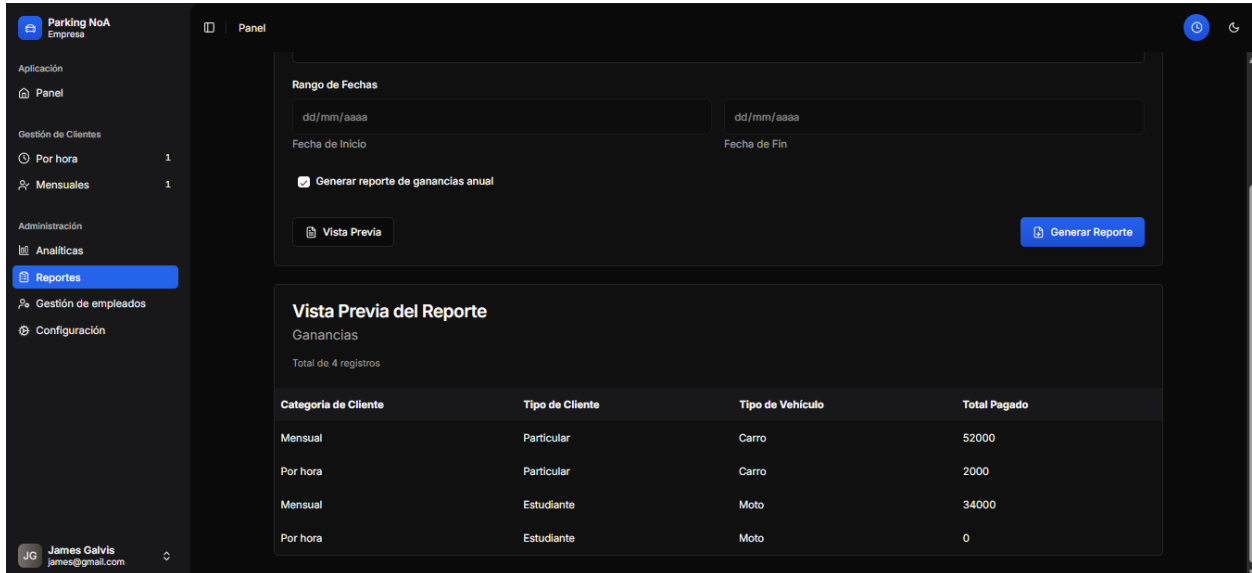 Parking NoA
Empresa
Aplicación
Panel
Gestión de Clientes
Por hora 1
Mensuales 1
Administración
Analíticas
Reportes
Gestión de empleados
Configuración
JG
James Galvis
james@gmail.com
Panel
Rango de Fechas
dd/mm/aaaa dd/mm/aaaa
Fecha de Inicio Fecha de Fin
Generar reporte de ganancias anual
Vista Previa Generar Reporte
Vista Previa del Reporte
Ganancias
Total de 4 registros
Categoria de Cliente Tipo de Cliente Tipo de Vehículo Total Pagado
Mensual Particular Carro 52000
Por hora Particular Carro 2000
Mensual Estudiante Moto 34000
Por hora Estudiante Moto 0